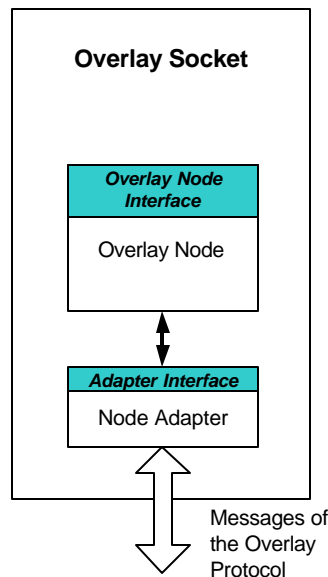 Overlay Socket
Overlay Node
Interface
Overlay Node
Adapter Interface
Node Adapter
Messages of
the Overlay
Protocol